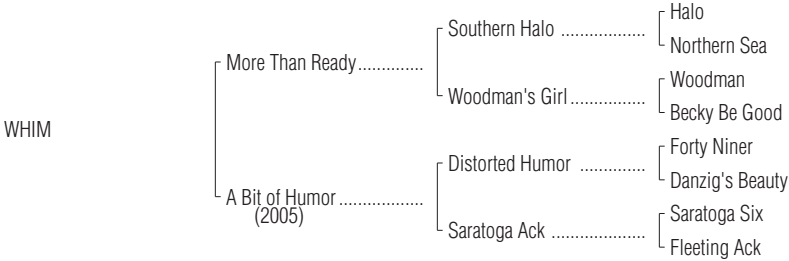 WHIM
More Than Ready..............
A Bit of Humor..................
(2005)
Southern Halo ..................
Woodman's Girl................
Distorted Humor ..............
Saratoga Ack ....................
Halo
Northern Sea
Woodman
Becky Be Good
Forty Niner
Danzig's Beauty
Saratoga Six
Fleeting Ack